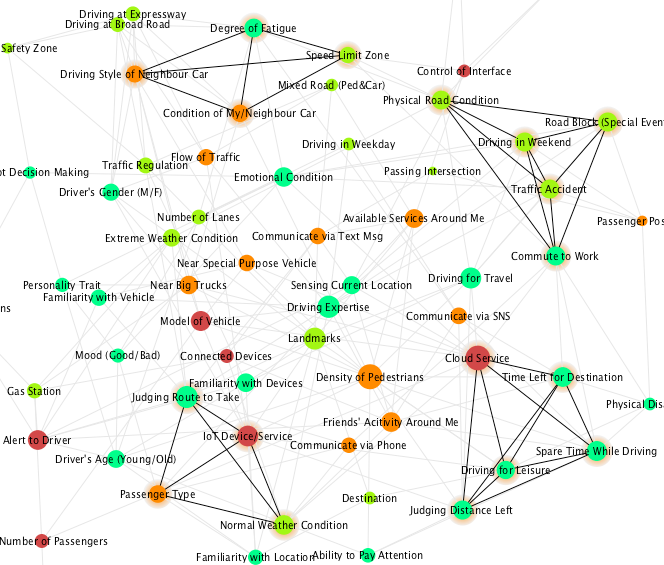 Driving at Expressway
Driving at Broad Road
Degree of Fatigue
Safety Zone
Speed Limit Zone
Driving Style of Neighbour Car
Control of Interface
Mixed Road (Ped&Car)
Physical Road Condition
Condition of My/Neighbour Car
Road Block (Special Even
Driving in Weekday
Driving in Weekend
Flow of Traffic
Traffic Regulation
ot Decision Making
Passing Intersection
Emotional Condition
Driver's Gender (M/F)
Traffic Accident
Number of Lanes
Available Services Around Me
Passenger Pos
Extreme Weather Condition
Communicate via Text Msg
Commute to Work
Near Special Purpose Vehicle
Driving for Travel
Personality Trait
Near Big Trucks
Sensing Current Location
Familiarity with Vehicle
ns
Driving Expertise
Communicate via SNS
Model of Vehicle
Landmarks
Mood (Good/Bad)
Connected Devices
Cloud Service
Density of Pedestrians
Time Left for Destination
Familiarity with Devices
Gas Station
Judging Route to Take
Physical Dis
Friends' Acitivity Around Me
Alert to Driver
IoT Device/Service
Communicate via Phone
Spare Time While Driving
Driver's Age (Young/Old)
Driving for Leisure
Passenger Type
Destination
Judging Distance Left
Normal Weather Condition
Number of Passengers
Familiarity with Location
Ability to Pay Attention